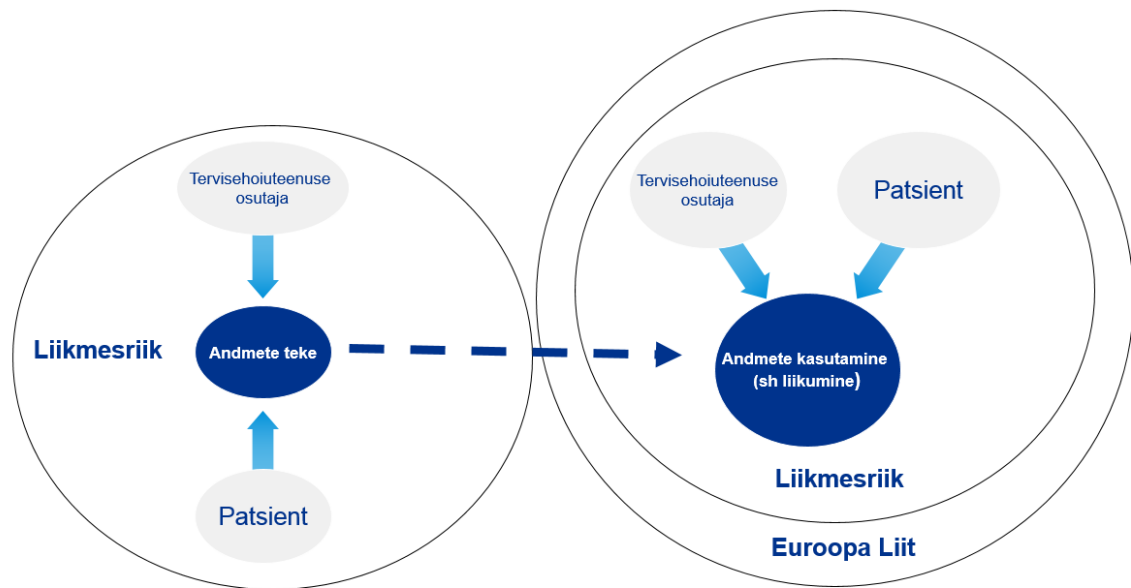 Tervisehoiuteenuse
osutaja
Liikmesriik
Andmete teke
Patsient
Tervisehoiuteenuse
osutaja
Patsient
Andmete kasutamine
(sh liikumine)
Liikmesriik
Euroopa Liit